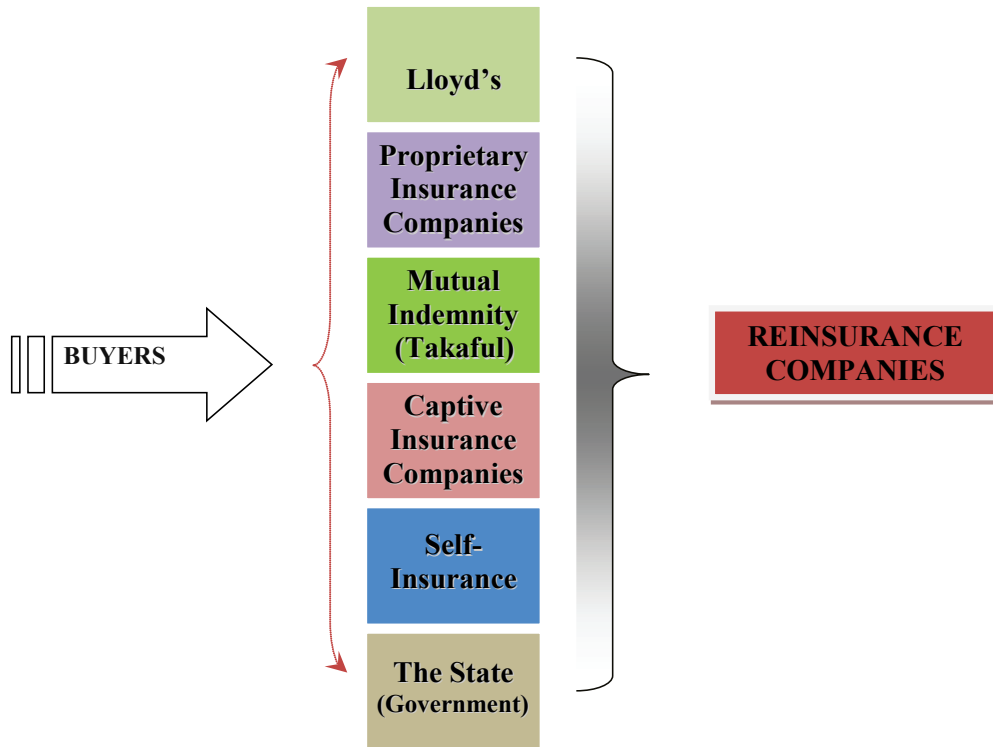 Lloyd’s
Proprietary
Insurance
Companies
Mutual
Indemnity
(Takaful)
BUYERS
REINSURANCE
COMPANIES
Captive
Insurance
Companies
Self-
Insurance
The State
(Government)